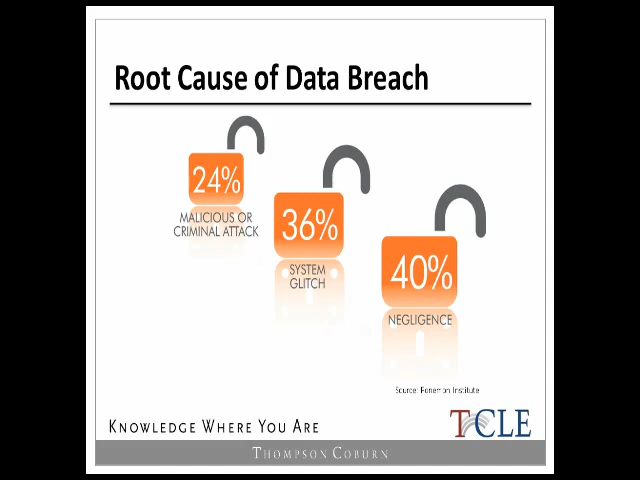 Root Cause of Data Breach
24%
MALICIOUS OR
CRIMINAL ATTACK
36%
SYSTEM
GLITCH
40%
NEGLIGENCE
Source: Ponemon Institute
KNOWLEDGE WHERE YOU ARE
TCCLE
THOMPSON COBURN